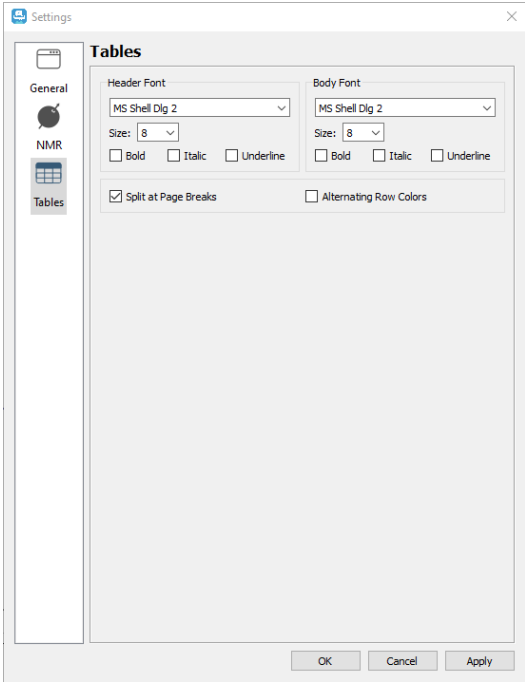 Settings
General
NMR
Tables
Tables
Header Font
MS Shell Dlg 2
Size: 8
Bold Italic Underline
Body Font
MS Shell Dlg 2
Size: 8
Bold Italic Underline
Split at Page Breaks
Alternating Row Colors
OK Cancel Apply